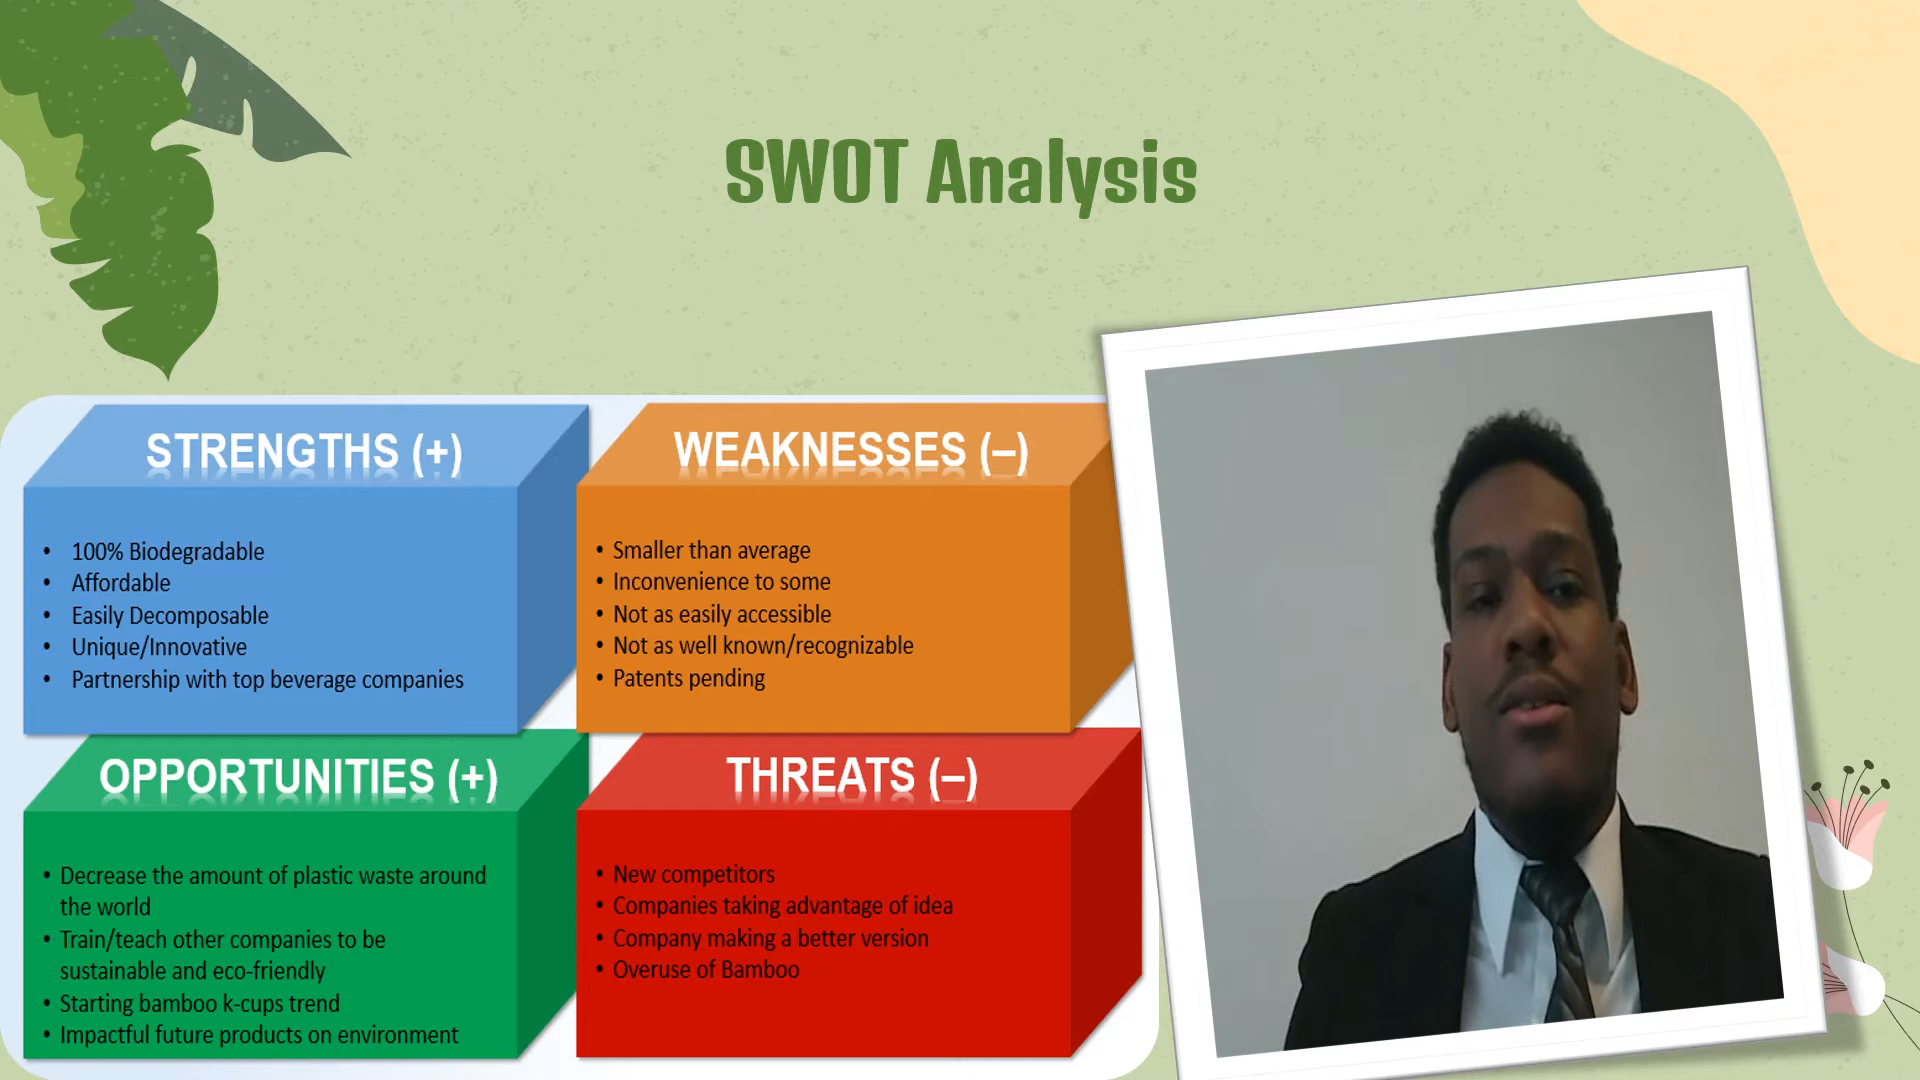 SWOT Analysis
STRENGTHS (+)
• 100% Biodegradable
• Affordable
• Easily Decomposable
• Unique/Innovative
• Partnership with top beverage companies
WEAKNESSES (–)
• Smaller than average
• Inconvenience to some
• Not as easily accessible
• Not as well known/recognizable
• Patents pending
OPPORTUNITIES (+)
• Decrease the amount of plastic waste around
the world
• Train/teach other companies to be
sustainable and eco-friendly
• Starting bamboo k-cups trend
• Impactful future products on environment
THREATS (–)
• New competitors
• Companies taking advantage of idea
• Company making a better version
• Overuse of Bamboo